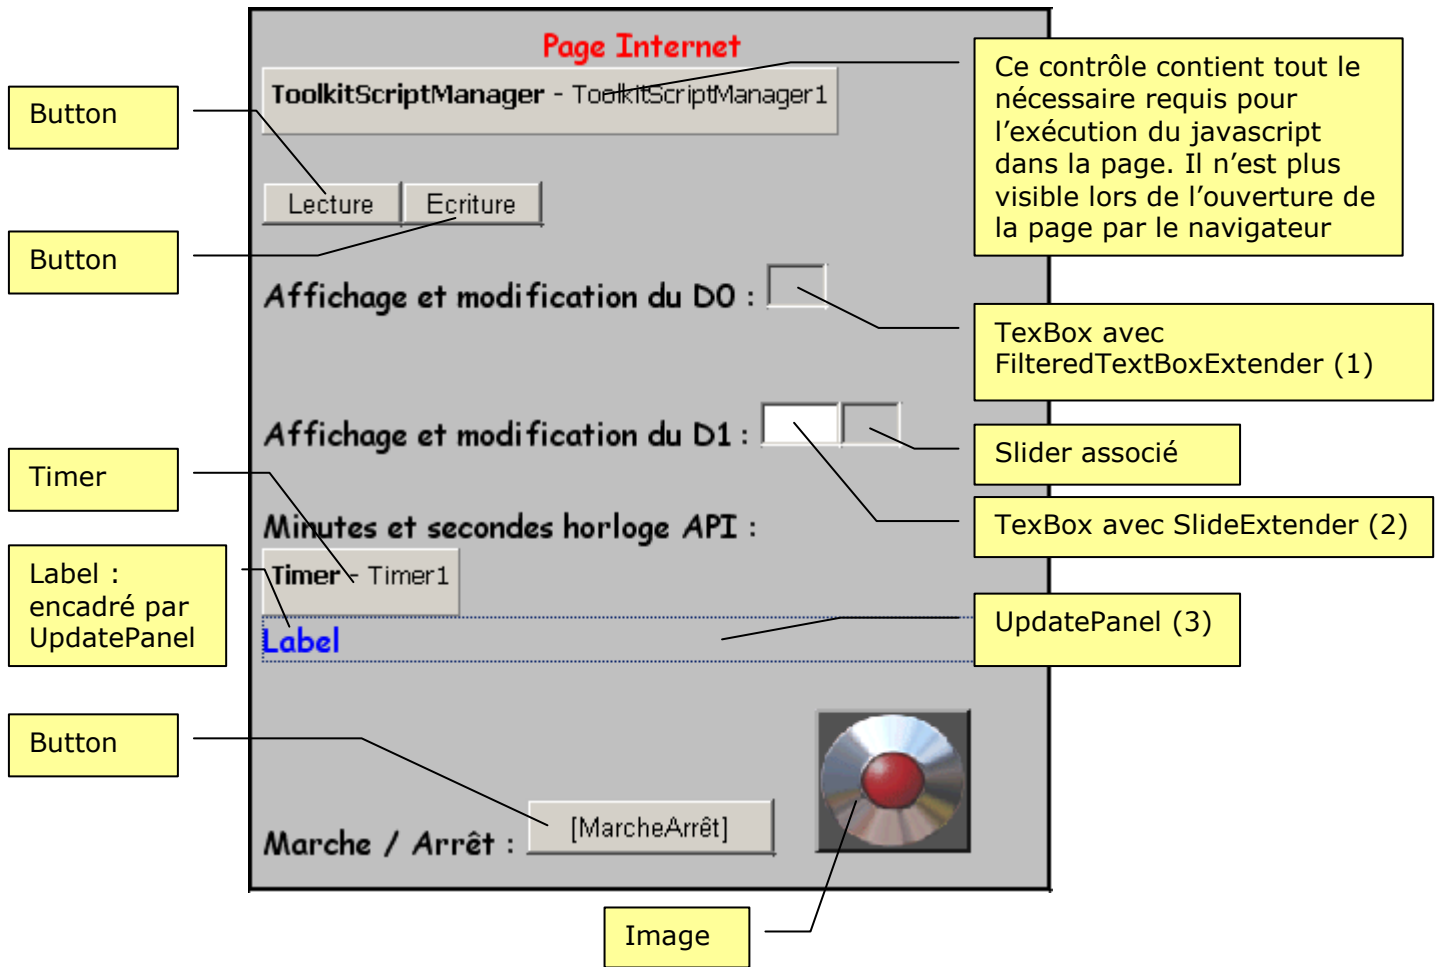 Page Internet
ToolkitScriptManager - ToolkitScriptManager1
Ce contrôle contient tout le
nécessaire requis pour
l’exécution du javascript
dans la page. Il n’est plus
visible lors de l’ouverture de
la page par le navigateur
Button
Lecture
Ecriture
Button
Affichage et modification du D0 :
TexBox avec
FilteredTextBoxExtender (1)
Affichage et modification du D1 :
Slider associé
Timer
TexBox avec SlideExtender (2)
Minutes et secondes horloge API :
Timer - Timer1
Label :
encadré par
UpdatePanel
Label
UpdatePanel (3)
Button
Marche / Arrêt :
[MarcheArrêt]
Image